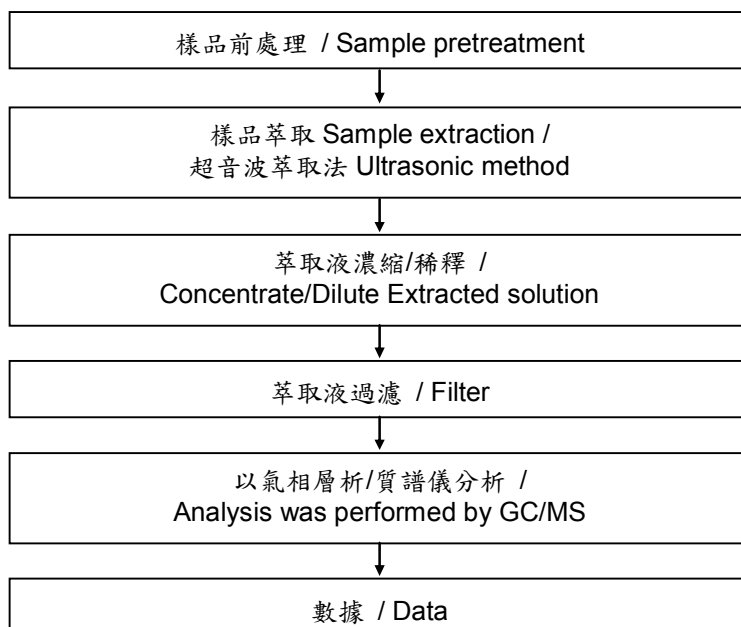 樣品前處理 / Sample pretreatment
樣品萃取 Sample extraction /
超音波萃取法 Ultrasonic method
萃取液濃縮/稀釋 /
Concentrate/Dilute Extracted solution
萃取液過濾 / Filter
以氣相層析/質譜儀分析 /
Analysis was performed by GC/MS
數據 / Data